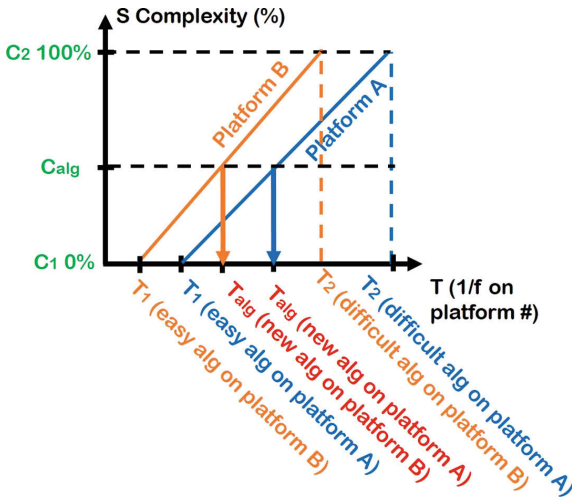 S Complexity (%)
C2 100%
Platform B
Platform A
Calg
C1 0%
T (1/f on
platform #)
T1 (easy alg on platform B)
T1 (easy alg on platform A)
Talg (new alg on platform B)
Talg (new alg on platform A)
T2 (difficult alg on platform B)
T2 (difficult alg on platform A)